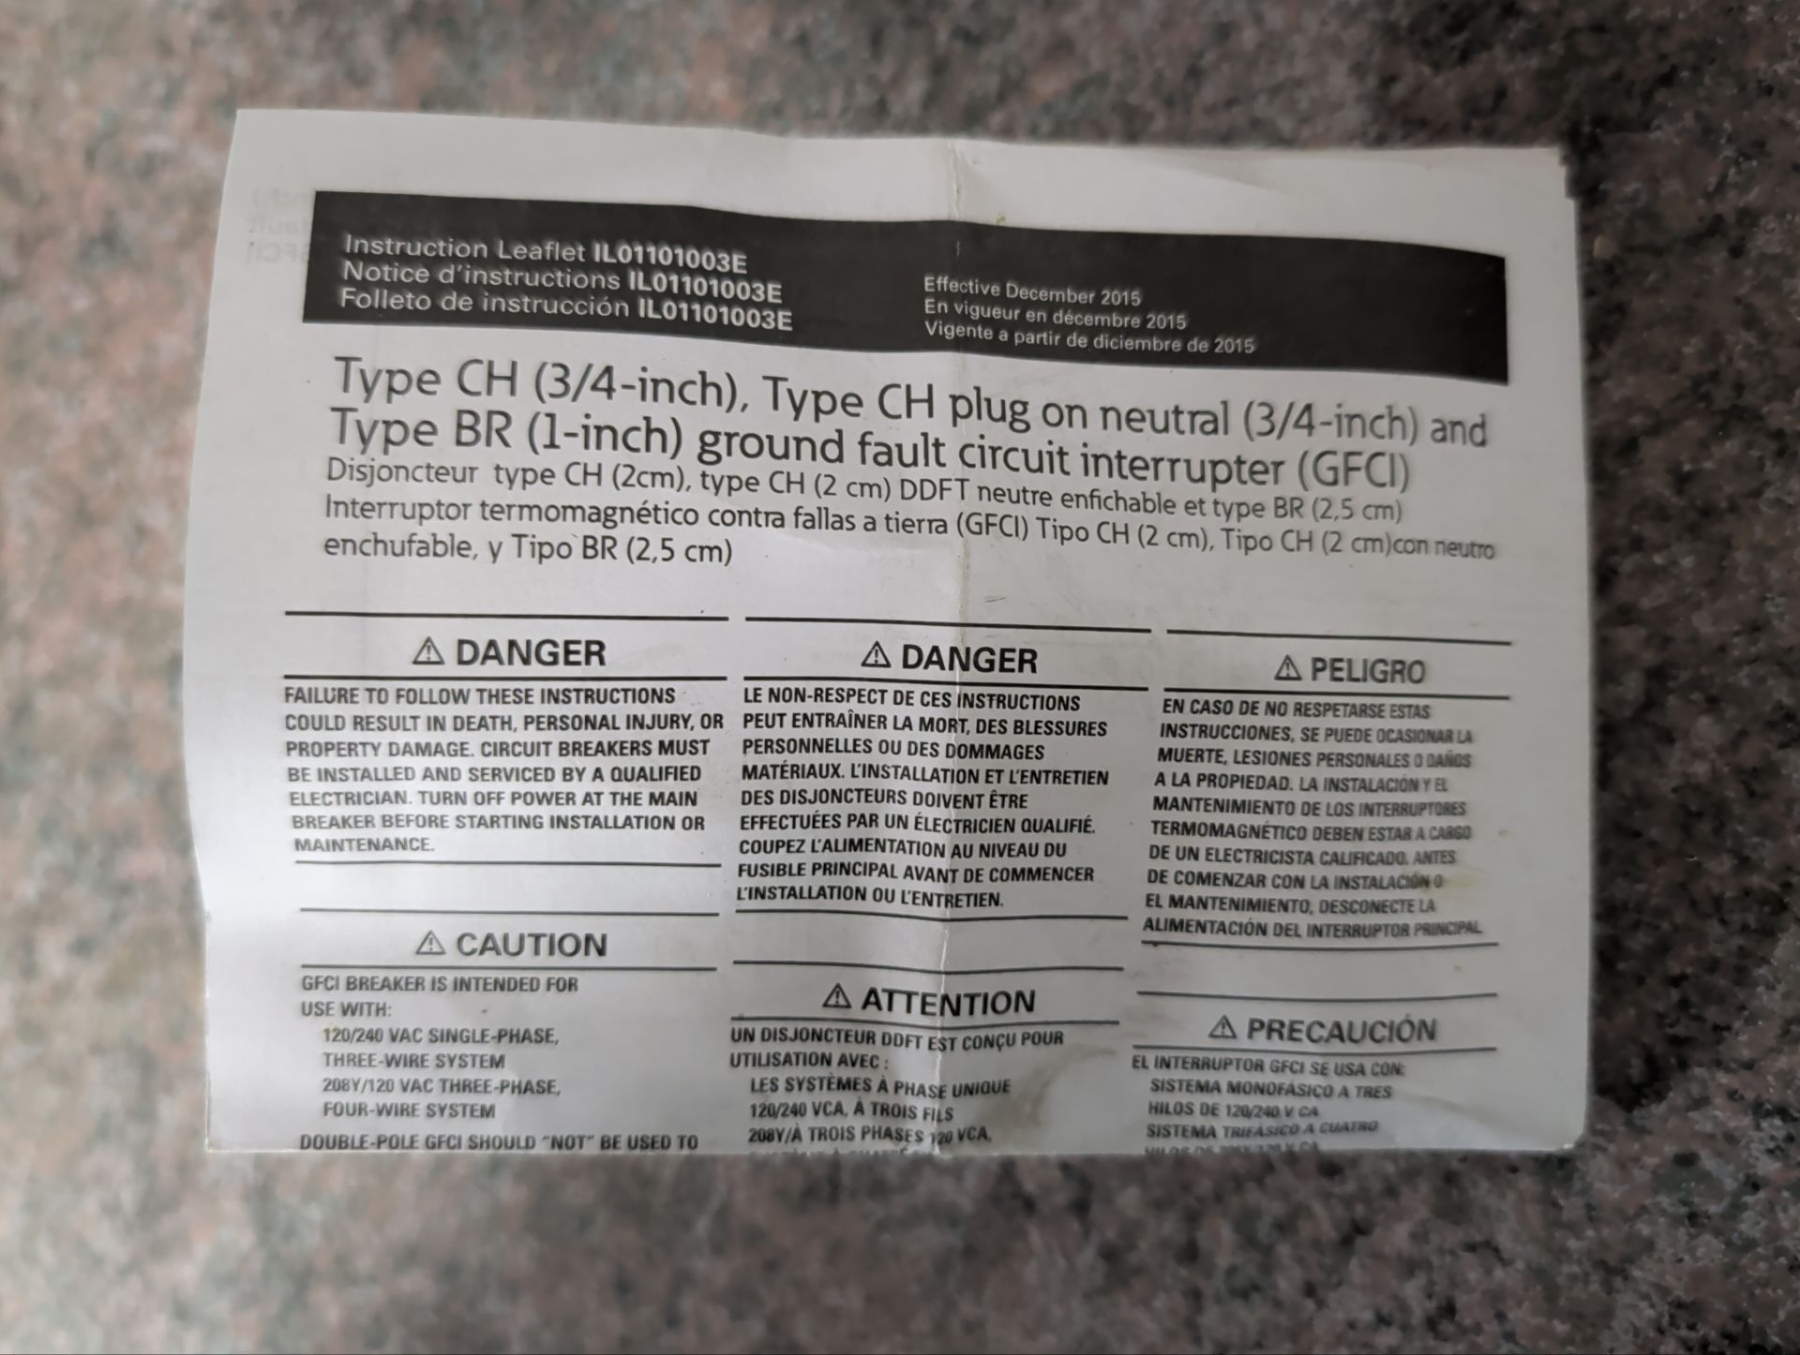 Instruction Leaflet IL01101003E
Notice d'instructions IL01101003E
Folleto de instrucción IL01101003E
Effective December 2015
En vigueur en décembre 2015
Vigente a partir de diciembre de 2015
Type CH (3/4-inch), Type CH plug on neutral (3/4-inch) and
Type BR (1-inch) ground fault circuit interrupter (GFCI)
Disjoncteur type CH (2cm), type CH (2 cm) DDFT neutre enfichable et type BR (2,5 cm)
Interruptor termomagnético contra fallas a tierra (GFCI) Tipo CH (2 cm), Tipo CH (2 cm)con neutro
enchufable, y Tipo BR (2,5 cm)
⚠ DANGER
FAILURE TO FOLLOW THESE INSTRUCTIONS
COULD RESULT IN DEATH, PERSONAL INJURY, OR
PROPERTY DAMAGE. CIRCUIT BREAKERS MUST
BE INSTALLED AND SERVICED BY A QUALIFIED
ELECTRICIAN. TURN OFF POWER AT THE MAIN
BREAKER BEFORE STARTING INSTALLATION OR
MAINTENANCE.
⚠ CAUTION
GFCI BREAKER IS INTENDED FOR
USE WITH:
120/240 VAC SINGLE-PHASE,
THREE-WIRE SYSTEM
208Y/120 VAC THREE-PHASE,
FOUR-WIRE SYSTEM
DOUBLE-POLE GFCI SHOULD "NOT" BE USED TO
⚠ DANGER
LE NON-RESPECT DE CES INSTRUCTIONS
PEUT ENTRAÎNER LA MORT, DES BLESSURES
PERSONNELLES OU DES DOMMAGES
MATÉRIAUX. L'INSTALLATION ET L'ENTRETIEN
DES DISJONCTEURS DOIVENT ÊTRE
EFFECTUÉES PAR UN ÉLECTRICIEN QUALIFIÉ.
COUPEZ L'ALIMENTATION AU NIVEAU DU
FUSIBLE PRINCIPAL AVANT DE COMMENCER
L'INSTALLATION OU L'ENTRETIEN.
⚠ ATTENTION
UN DISJONCTEUR DDFT EST CONÇU POUR
UTILISATION AVEC :
LES SYSTÈMES À PHASE UNIQUE
120/240 VCA, À TROIS FILS
208Y/À TROIS PHASES 120 VCA,
⚠ PELIGRO
EN CASO DE NO RESPETARSE ESTAS
INSTRUCCIONES, SE PUEDE OCASIONAR LA
MUERTE, LESIONES PERSONALES O DAÑOS
A LA PROPIEDAD. LA INSTALACIÓN Y EL
MANTENIMIENTO DE LOS INTERRUPTORES
TERMOMAGNÉTICO DEBEN ESTAR A CARGO
DE UN ELECTRICISTA CALIFICADO. ANTES
DE COMENZAR CON LA INSTALACIÓN O
EL MANTENIMIENTO, DESCONECTE LA
ALIMENTACIÓN DEL INTERRUPTOR PRINCIPAL
⚠ PRECAUCIÓN
EL INTERRUPTOR GFCI SE USA CON:
SISTEMA MONOFÁSICO A TRES
HILOS DE 120/240 V CA
SISTEMA TRIFÁSICO A CUATRO